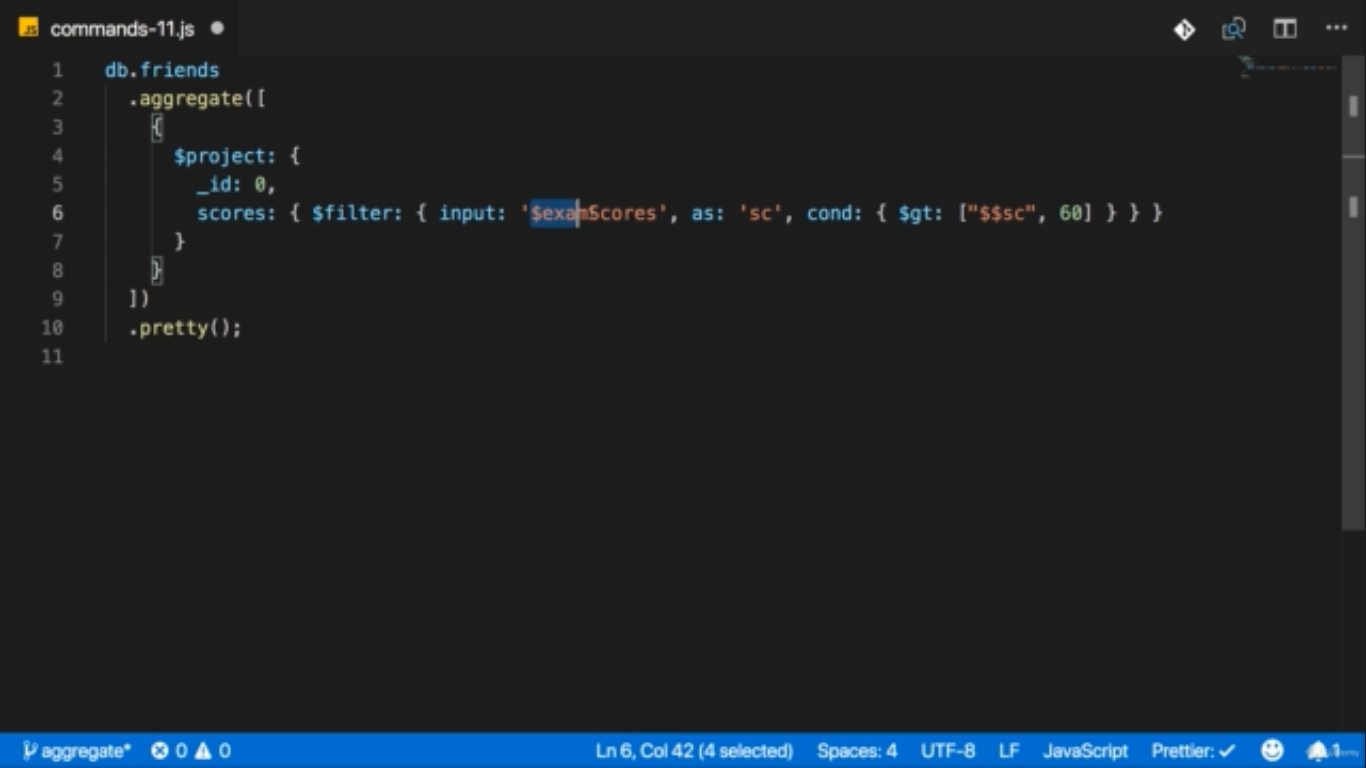 JS commands-11.js
1 db.friends
2 .aggregate([
3 {
4 $project: {
5 _id: 0,
6 scores: { $filter: { input: '$examScores', as: 'sc', cond: { $gt: ["$$sc", 60] } } }
7 }
8 }
9 ])
10 .pretty();
11
aggregate* 0 0 Ln 6, Col 42 (4 selected) Spaces: 4 UTF-8 LF JavaScript Prettier: ✓ 1